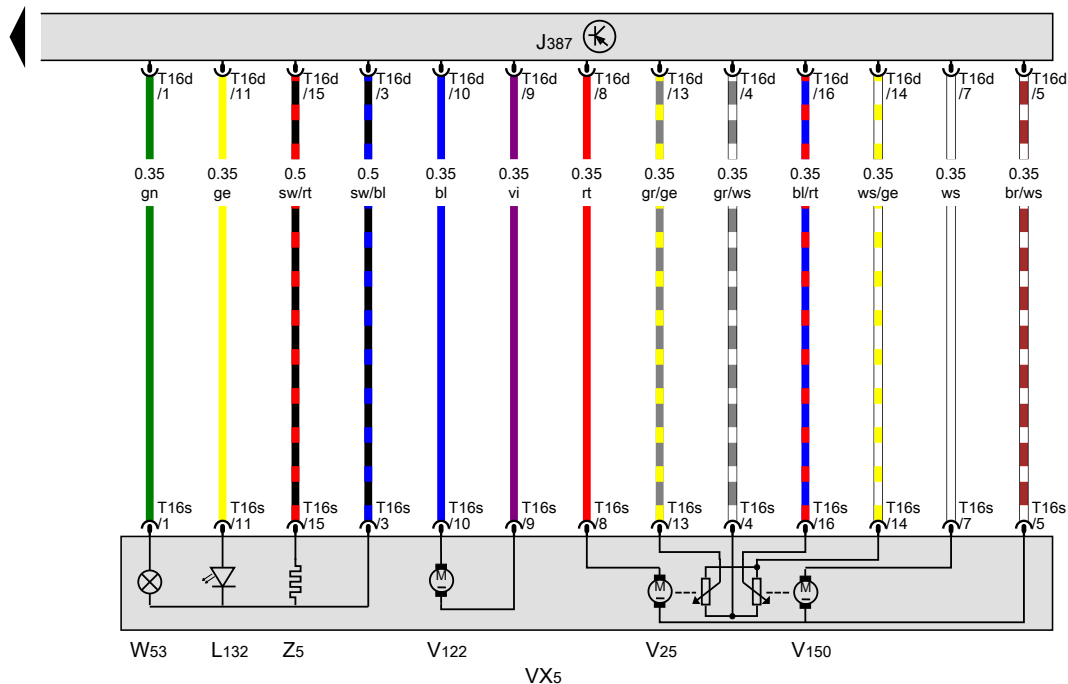 J387
T16d T16d T16d T16d T16d T16d T16d T16d T16d T16d T16d T16d T16d
/1 /11 /15 /3 /10 /9 /8 /13 /4 /16 /14 /7 /5
0.35 0.35 0.5 0.5 0.35 0.35 0.35 0.35 0.35 0.35 0.35 0.35 0.35
gn ge sw/rt sw/bl bl vi rt gr/ge gr/ws bl/rt ws/ge ws br/ws
T16s T16s T16s T16s T16s T16s T16s T16s T16s T16s T16s T16s T16s
/1 /11 /15 /3 /10 /9 /8 /13 /4 /16 /14 /7 /5
M M M
W53 L132 Z5 V122 V25 V150
VX5